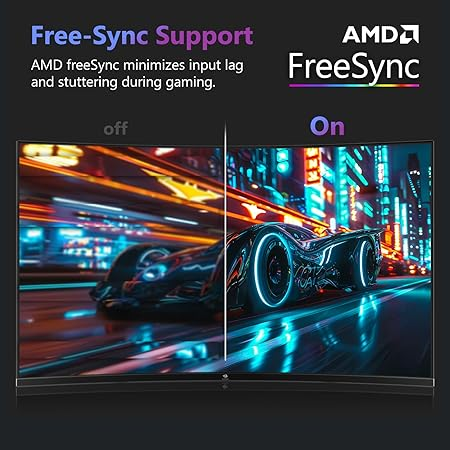 Free-Sync Support
AMD freeSync minimizes input lag
and stuttering during gaming.
AMD
FreeSync
off
On